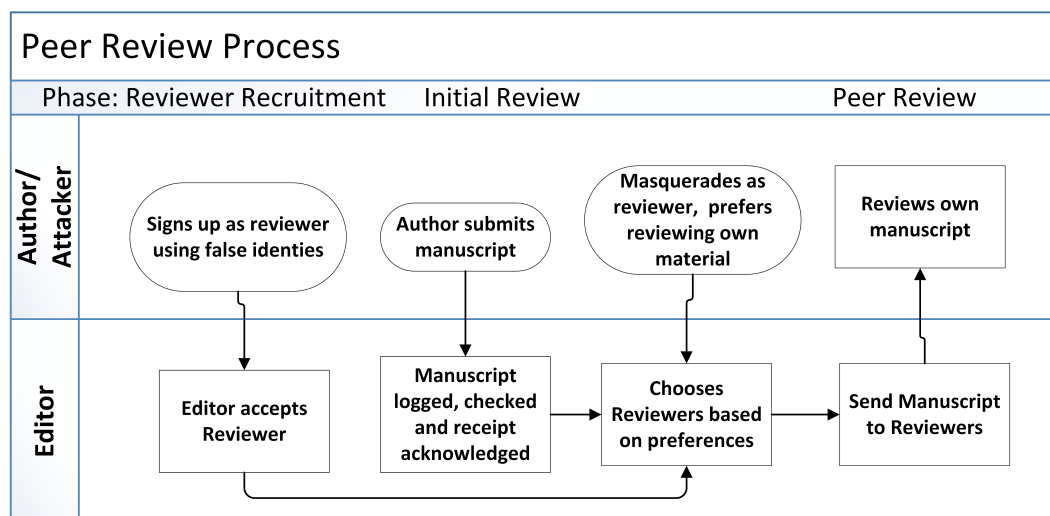 Peer Review Process
Phase: Reviewer Recruitment
Initial Review
Peer Review
Author/
Attacker
Signs up as reviewer
using false identies
Author submits
manuscript
Masquerades as
reviewer, prefers
reviewing own
material
Reviews own
manuscript
Editor
Editor accepts
Reviewer
Manuscript
logged, checked
and receipt
acknowledged
Chooses
Reviewers based
on preferences
Send Manuscript
to Reviewers